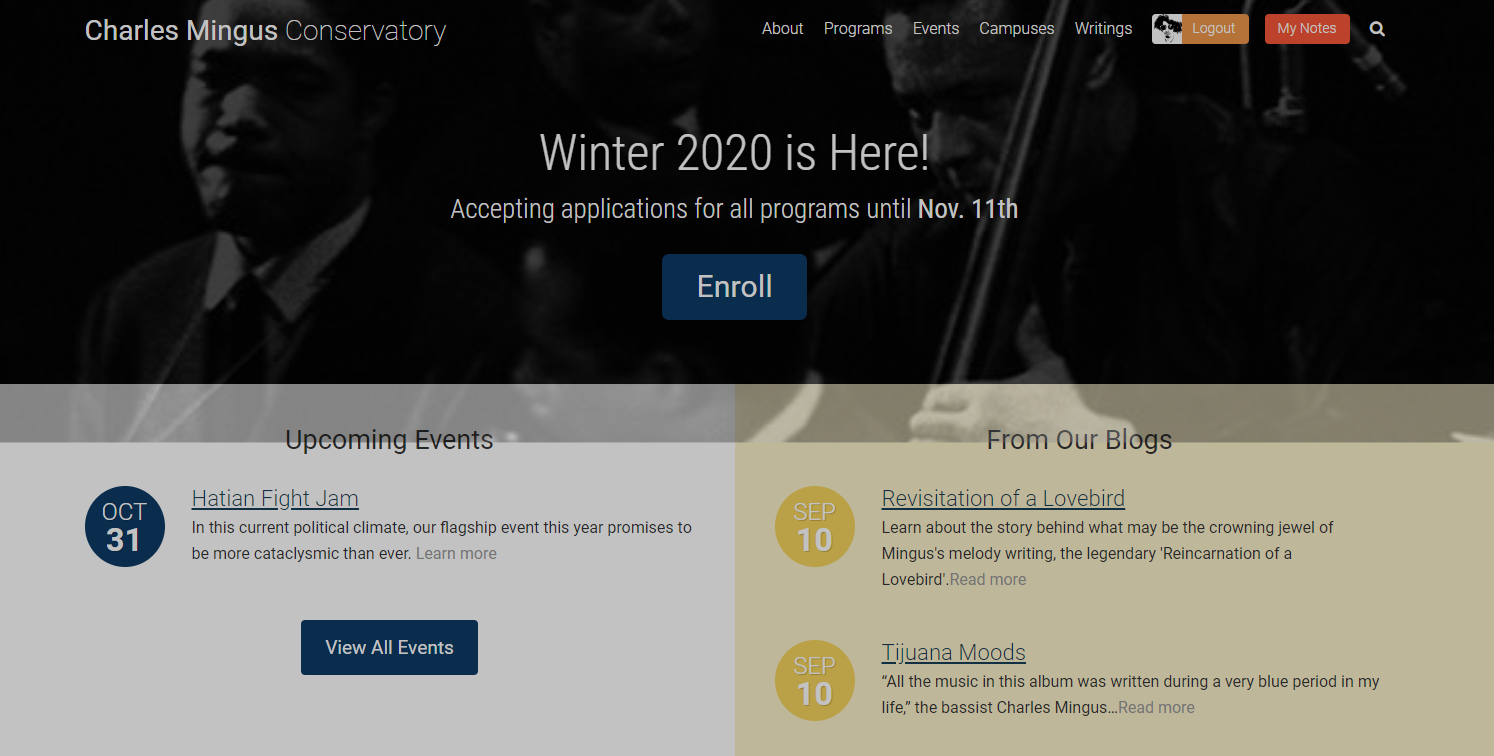 Charles Mingus Conservatory
About Programs Events Campuses Writings Logout My Notes
Winter 2020 is Here!
Accepting applications for all programs until Nov. 11th
Enroll
Upcoming Events
OCT
31
Hatian Fight Jam
In this current political climate, our flagship event this year promises to
be more cataclysmic than ever. Learn more
View All Events
From Our Blogs
SEP
10
Revisitation of a Lovebird
Learn about the story behind what may be the crowning jewel of
Mingus's melody writing, the legendary 'Reincarnation of a
Lovebird'.Read more
SEP
10
Tijuana Moods
“All the music in this album was written during a very blue period in my
life,” the bassist Charles Mingus…Read more